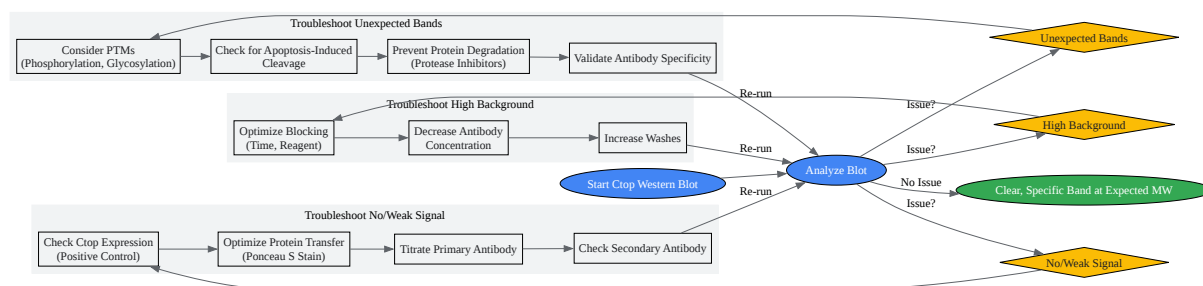 Troubleshoot Unexpected Bands
Consider PTMs
(Phosphorylation, Glycosylation)
Check for Apoptosis-Induced
Cleavage
Prevent Protein Degradation
(Protease Inhibitors)
Validate Antibody Specificity
Unexpected Bands
Re-run
Issue?
Troubleshoot High Background
Optimize Blocking
(Time, Reagent)
Decrease Antibody
Concentration
Increase Washes
High Background
Re-run
Issue?
Start Ctop Western Blot
Analyze Blot
Re-run
No Issue
Clear, Specific Band at Expected MW
Issue?
Troubleshoot No/Weak Signal
Check Ctop Expression
(Positive Control)
Optimize Protein Transfer
(Ponceau S Stain)
Titrate Primary Antibody
Check Secondary Antibody
No/Weak Signal